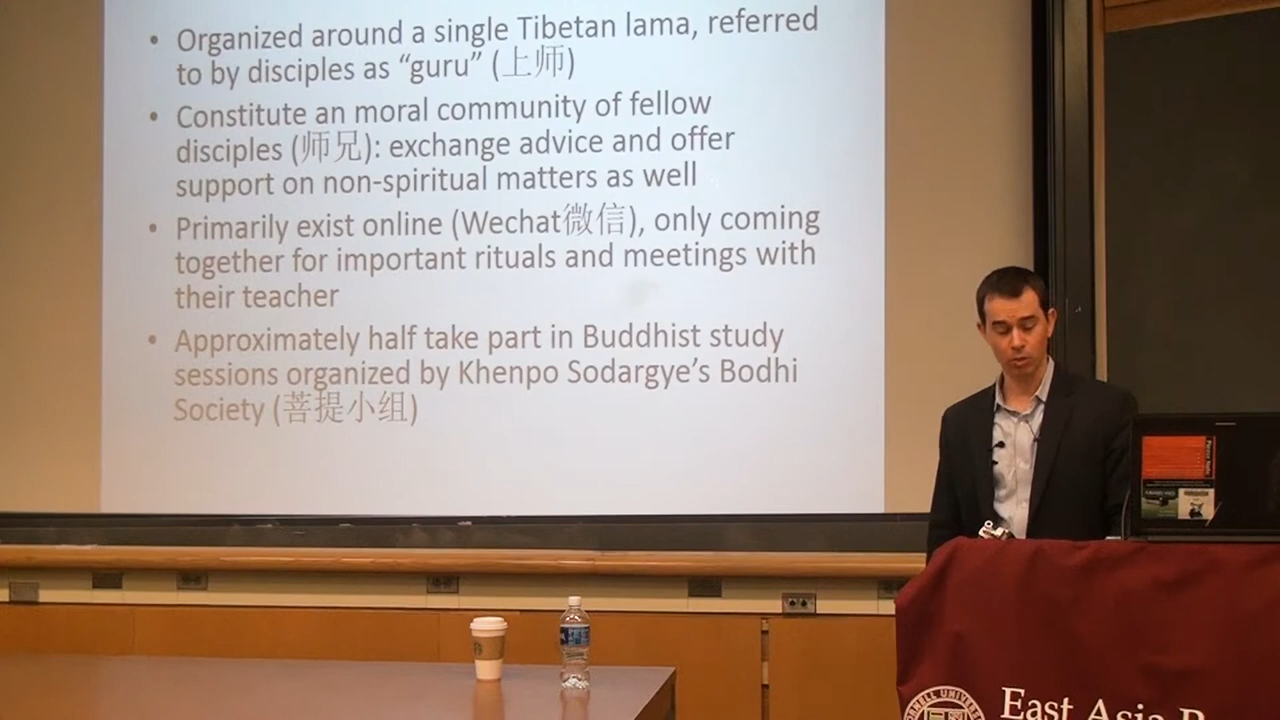 • Organized around a single Tibetan lama, referred
to by disciples as “guru” (上师)
• Constitute an moral community of fellow
disciples (师兄): exchange advice and offer
support on non-spiritual matters as well
• Primarily exist online (Wechat微信), only coming
together for important rituals and meetings with
their teacher
• Approximately half take part in Buddhist study
sessions organized by Khenpo Sodargye’s Bodhi
Society (菩提小组)
East Asia